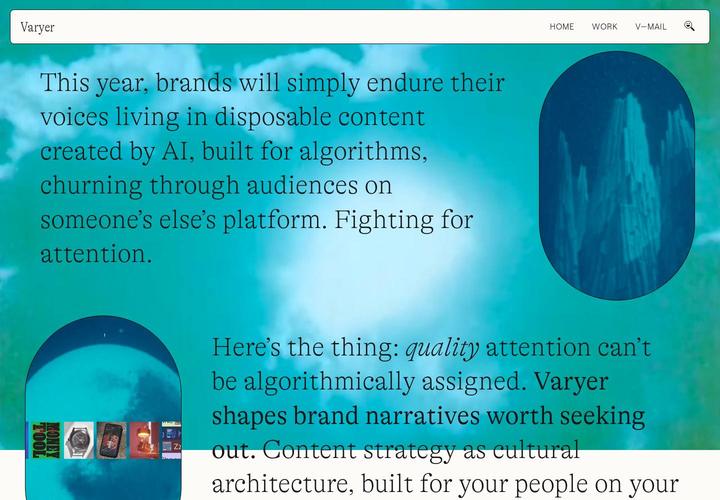 Varyer
HOME WORK V–MAIL
This year, brands will simply endure their
voices living in disposable content
created by AI, built for algorithms,
churning through audiences on
someone’s else’s platform. Fighting for
attention.
Here’s the thing: quality attention can’t
be algorithmically assigned. Varyer
shapes brand narratives worth seeking
out. Content strategy as cultural
architecture, built for your people on your